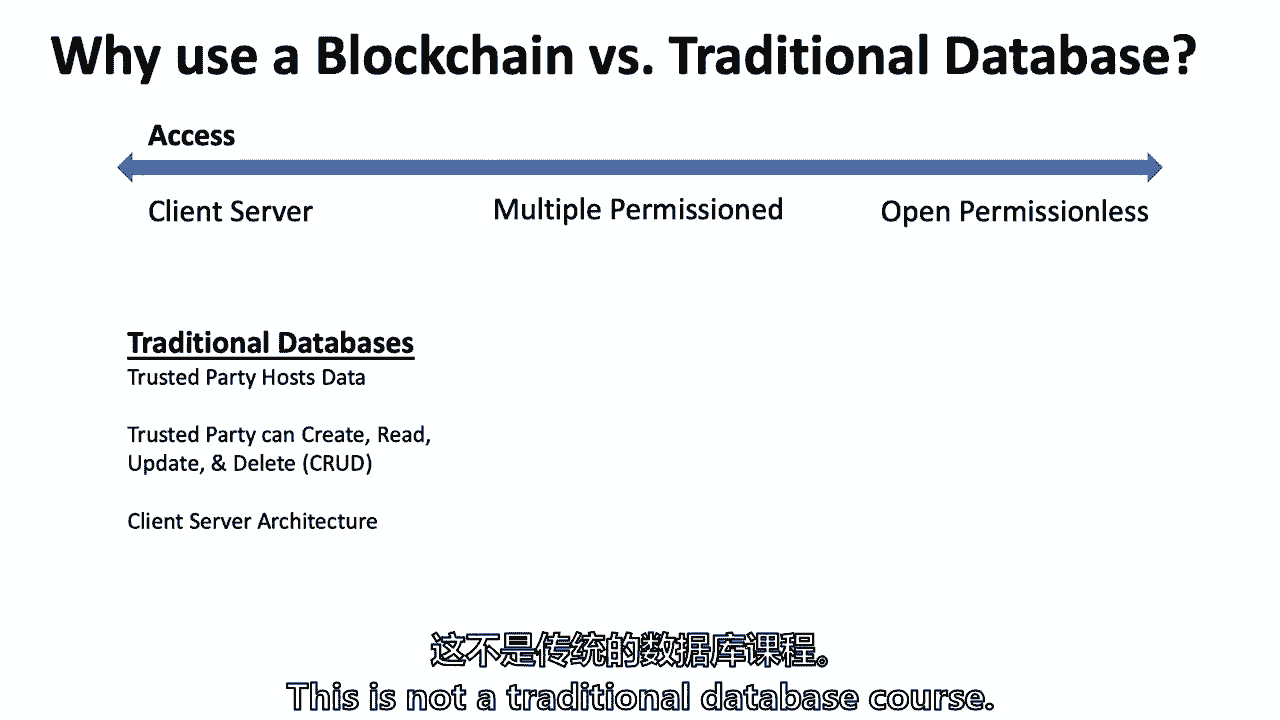 Why use a Blockchain vs. Traditional Database?
Access
Client Server
Multiple Permissioned
Open Permissionless
Traditional Databases
Trusted Party Hosts Data
Trusted Party can Create, Read,
Update, & Delete (CRUD)
Client Server Architecture
这不是传统的数据库课程。
This is not a traditional database course.